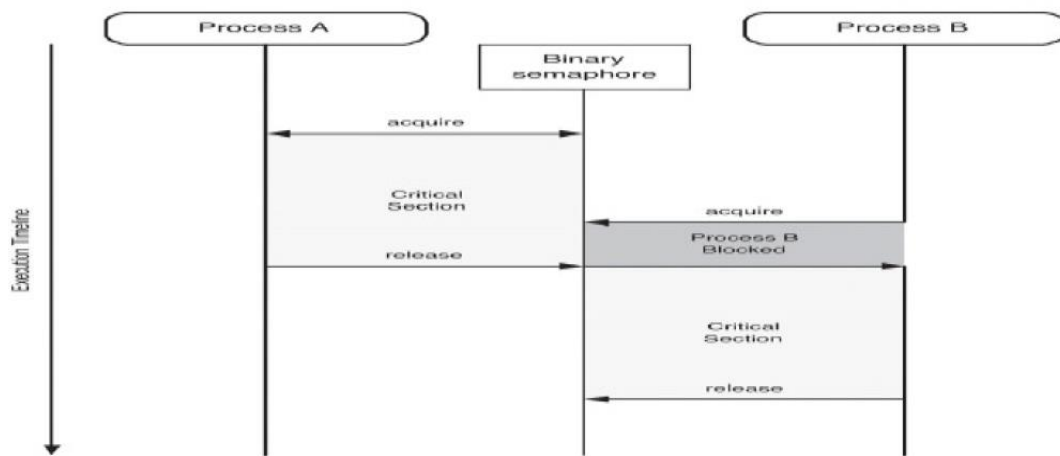 Process A
Process B
Binary
semaphore
acquire
Critical
Section
acquire
Process B
Blocked
release
Critical
Section
release
Execution Timeline